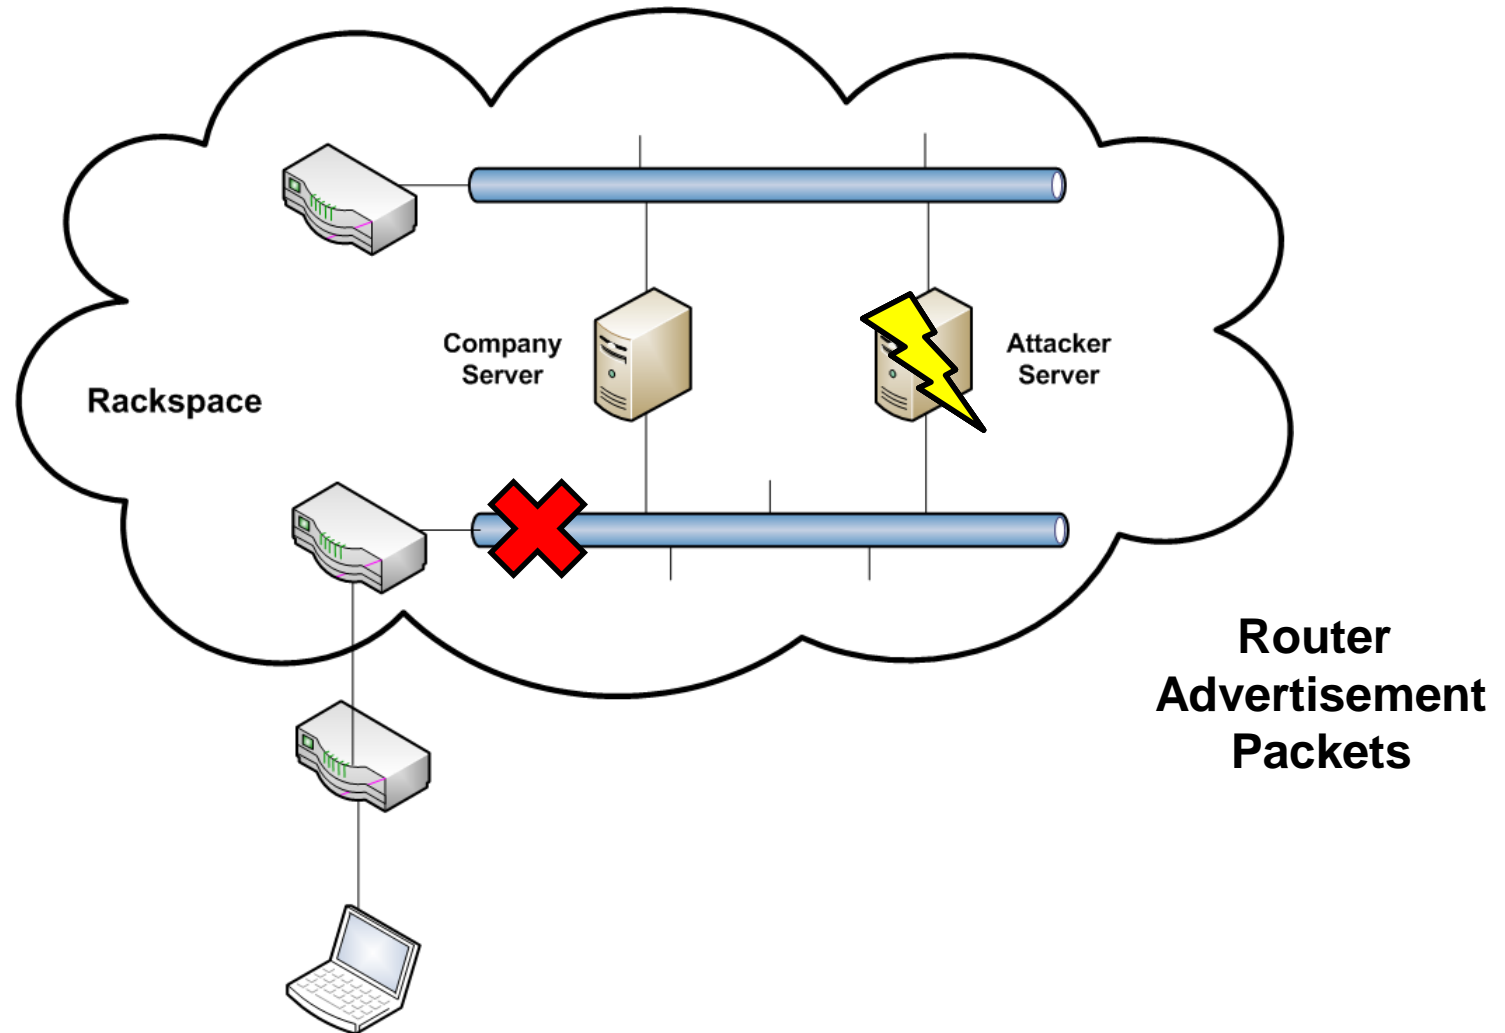 Company
Server
Attacker
Server
Rackspace
Router
Advertisement
Packets